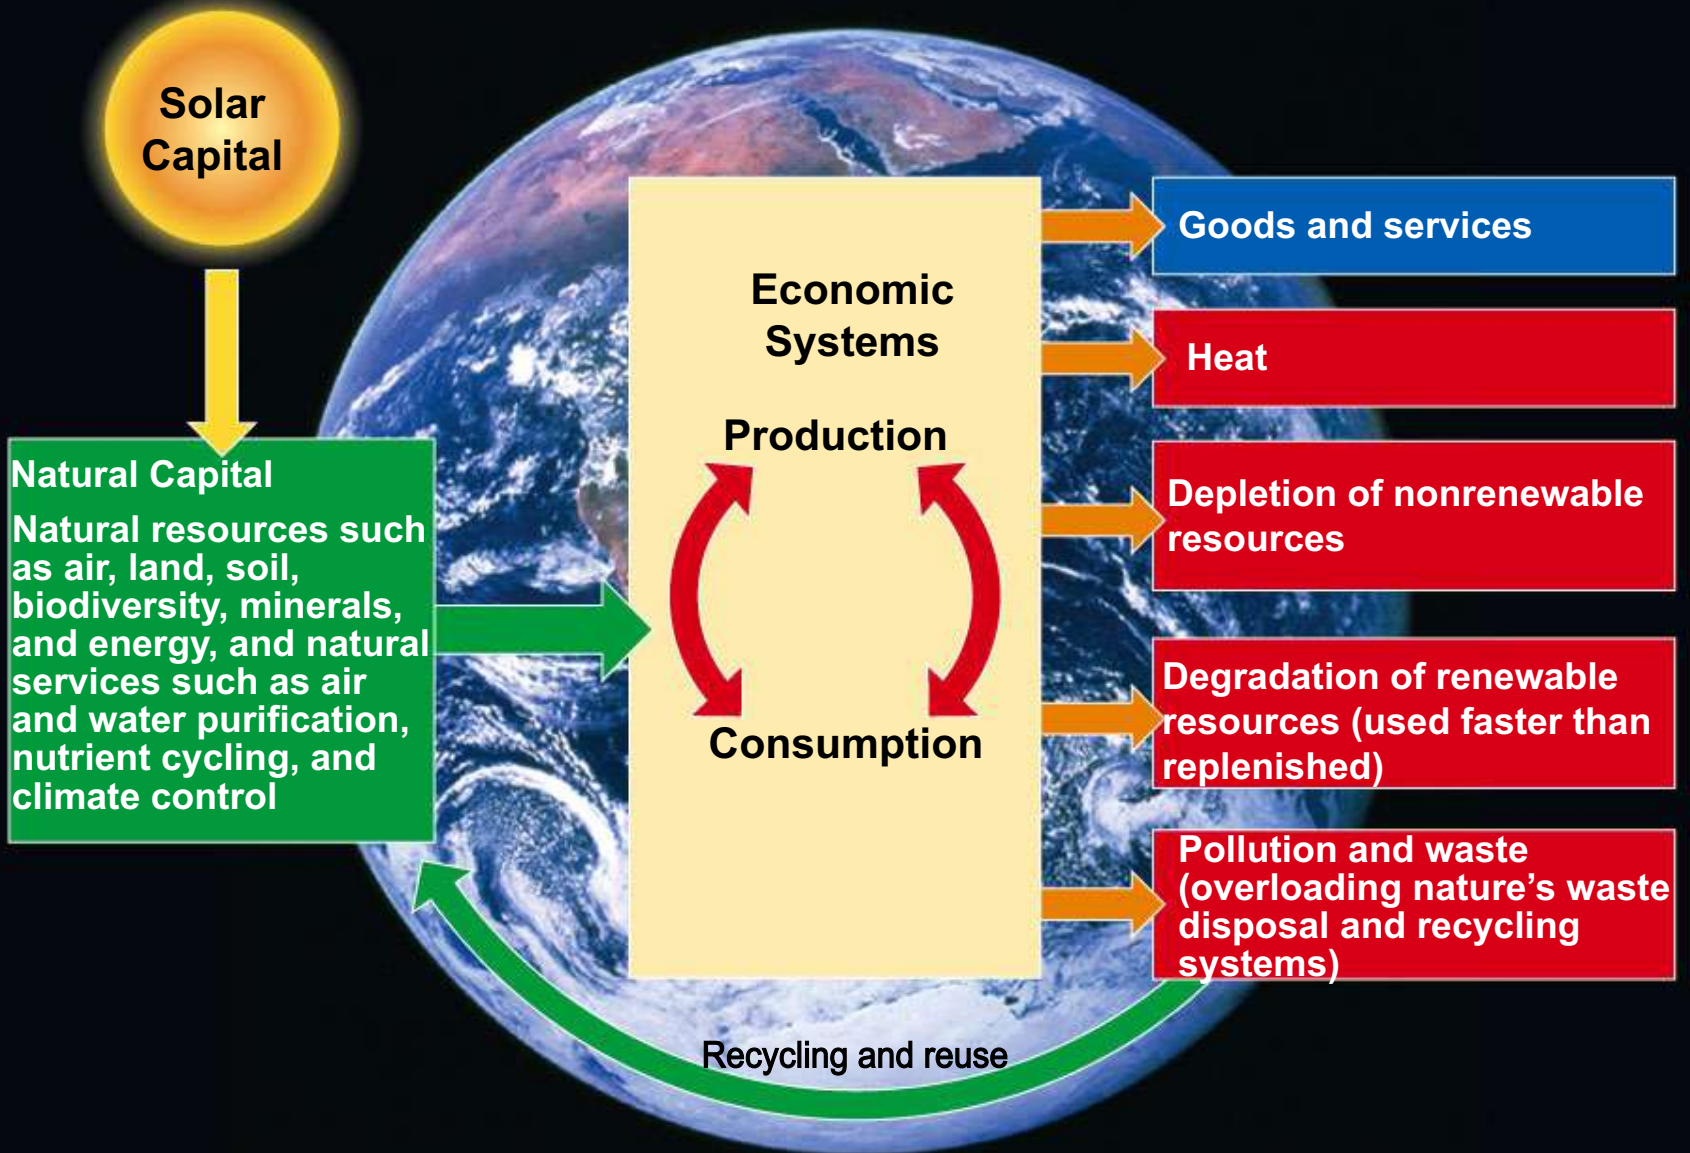 Solar
Capital
Natural Capital
Natural resources such
as air, land, soil,
biodiversity, minerals,
and energy, and natural
services such as air
and water purification,
nutrient cycling, and
climate control
Economic
Systems
Production
Consumption
Goods and services
Heat
Depletion of nonrenewable
resources
Degradation of renewable
resources (used faster than
replenished)
Pollution and waste
(overloading nature’s waste
disposal and recycling
systems)
Recycling and reuse